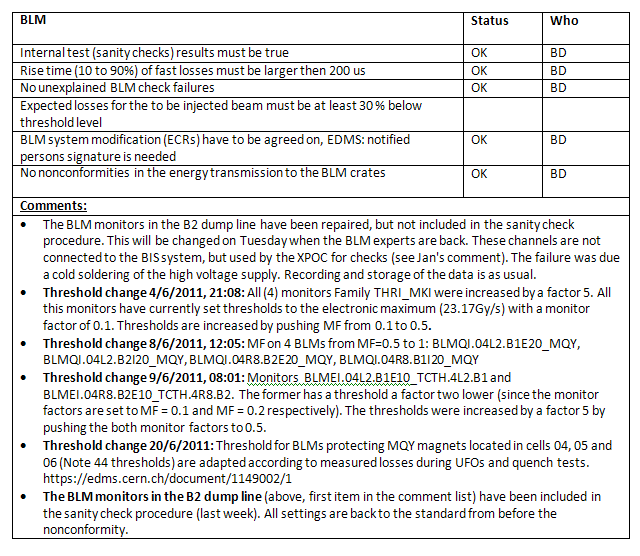 BLM Status Who
Internal test (sanity checks) results must be true OK BD
Rise time (10 to 90%) of fast losses must be larger then 200 us OK BD
No unexplained BLM check failures OK BD
Expected losses for the to be injected beam must be at least 30 % below
threshold level
BLM system modification (ECRs) have to be agreed on, EDMS: notified OK BD
persons signature is needed
No nonconformities in the energy transmission to the BLM crates OK BD
Comments:
• The BLM monitors in the B2 dump line have been repaired, but not included in the sanity check
procedure. This will be changed on Tuesday when the BLM experts are back. These channels are not
connected to the BIS system, but used by the XPOC for checks (see Jan's comment). The failure was due
a cold soldering of the high voltage supply. Recording and storage of the data is as usual.
• Threshold change 4/6/2011, 21:08: All (4) monitors Family THRI_MKI were increased by a factor 5. All
this monitors have currently set thresholds to the electronic maximum (23.17Gy/s) with a monitor
factor of 0.1. Thresholds are increased by pushing MF from 0.1 to 0.5.
• Threshold change 8/6/2011, 12:05: MF on 4 BLMs from MF=0.5 to 1: BLMQI.04L2.B1E20_MQY,
BLMQI.04L2.B2I20_MQY, BLMQI.04R8.B2E20_MQY, BLMQI.04R8.B1I20_MQY
• Threshold change 9/6/2011, 08:01: Monitors BLMEI.04L2.B1E10_TCTH.4L2.B1 and
BLMEI.04R8.B2E10_TCTH.4R8.B2. The former has a threshold a factor two lower (since the monitor
factors are set to MF = 0.1 and MF = 0.2 respectively). The thresholds were increased by a factor 5 by
pushing the both monitor factors to 0.5.
• Threshold change 20/6/2011: Threshold for BLMs protecting MQY magnets located in cells 04, 05 and
06 (Note 44 thresholds) are adapted according to measured losses during UFOs and quench tests.
https://edms.cern.ch/document/1149002/1
• The BLM monitors in the B2 dump line (above, first item in the comment list) have been included in
the sanity check procedure (last week). All settings are back to the standard from before the
nonconformity.